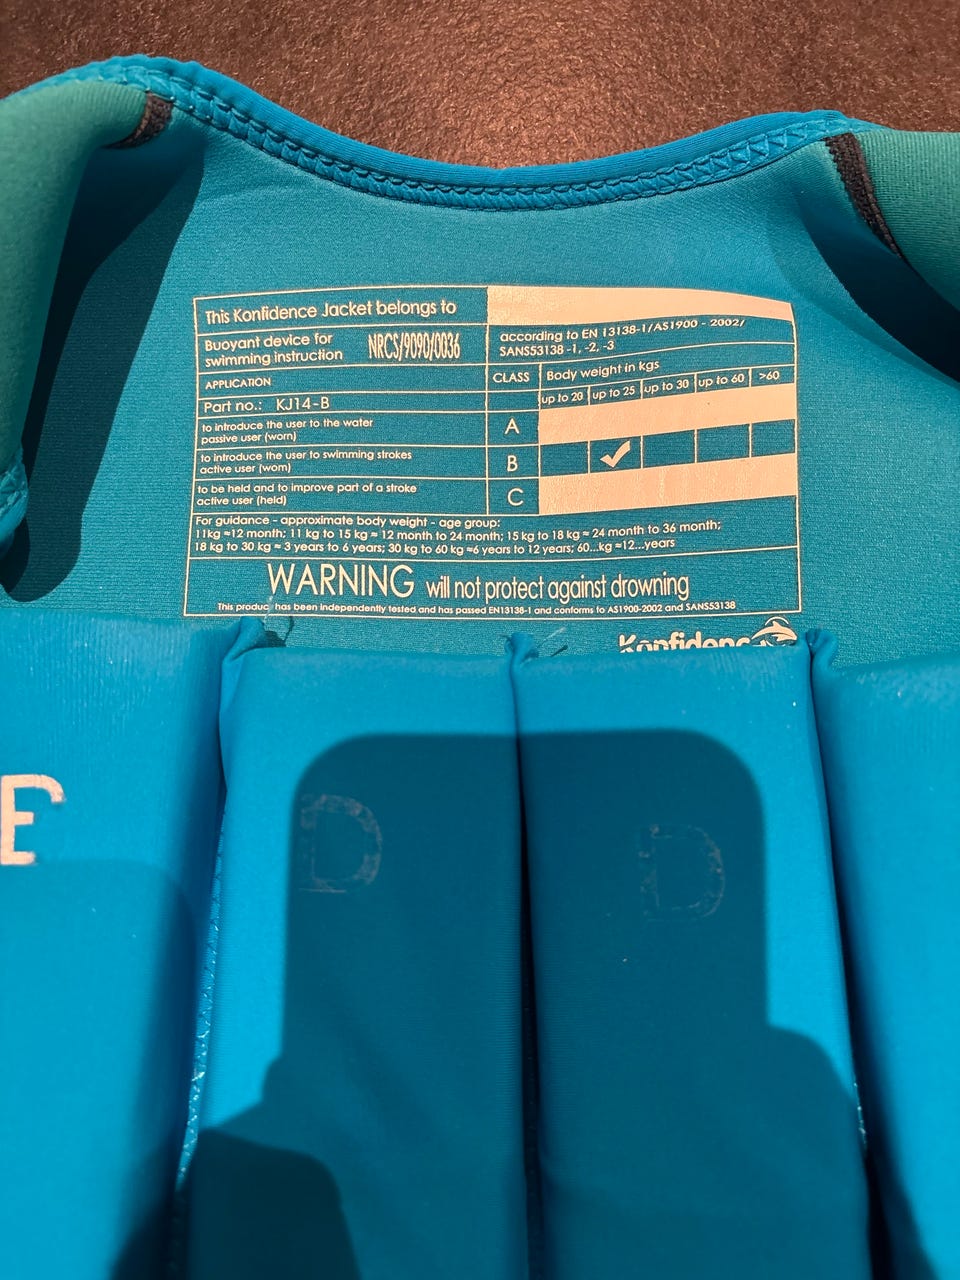 This Konfidence Jacket belongs to
Buoyant device for
swimming instruction NRCS/9090/0036
according to EN 13138-1/AS1900 - 2002/
SANS53138 -1, -2, -3
APPLICATION
CLASS
Body weight in kgs
up to 20 up to 25 up to 30 up to 60 >60
Part no.: KJ14-B
to introduce the user to the water
passive user (worn)
A
to introduce the user to swimming strokes
active user (worn)
B ✓
to be held and to improve part of a stroke
active user (held)
C
For guidance - approximate body weight - age group:
11kg ≈12 month; 11 kg to 15 kg ≈ 12 month to 24 month; 15 kg to 18 kg ≈ 24 month to 36 month;
18 kg to 30 kg ≈ 3 years to 6 years; 30 kg to 60 kg ≈6 years to 12 years; 60...kg ≈12...years
WARNING will not protect against drowning
This product has been independently tested and has passed EN13138-1 and conforms to AS1900-2002 and SANS53138
Konfidenc
D D